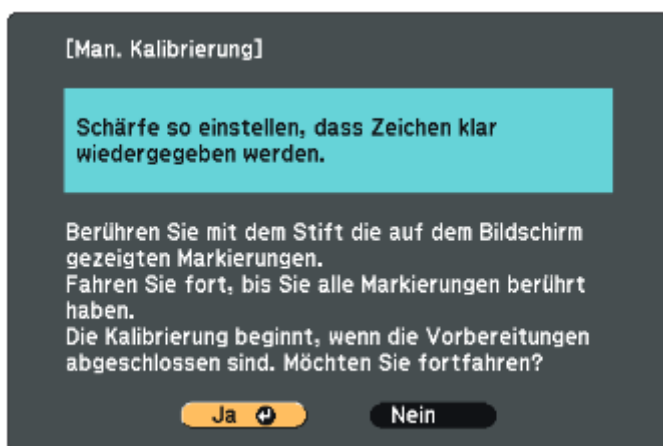 [Man. Kalibrierung]
Schärfe so einstellen, dass Zeichen klar
wiedergegeben werden.
Berühren Sie mit dem Stift die auf dem Bildschirm
gezeigten Markierungen.
Fahren Sie fort, bis Sie alle Markierungen berührt
haben.
Die Kalibrierung beginnt, wenn die Vorbereitungen
abgeschlossen sind. Möchten Sie fortfahren?
Ja Nein